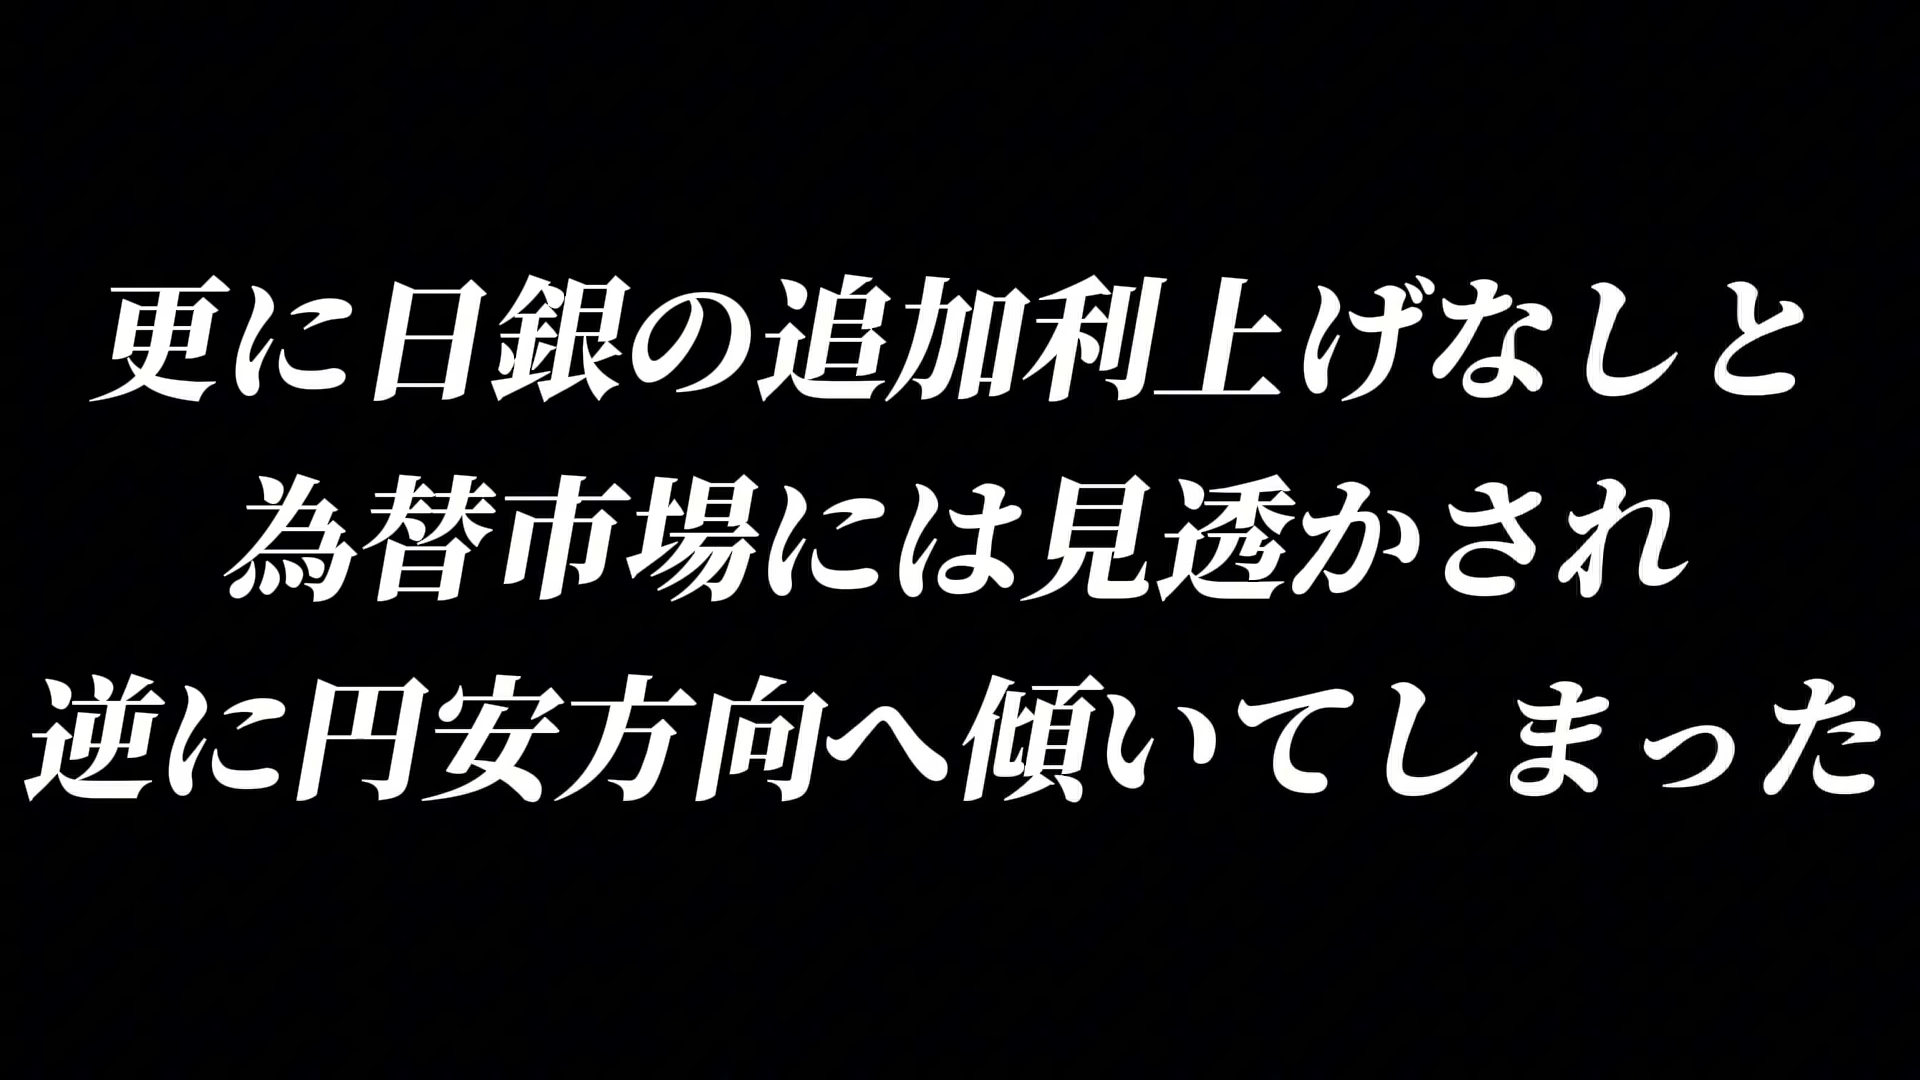 更に日銀の追加利上げなしと
為替市場には見透かされ
逆に円安方向へ傾いてしまった